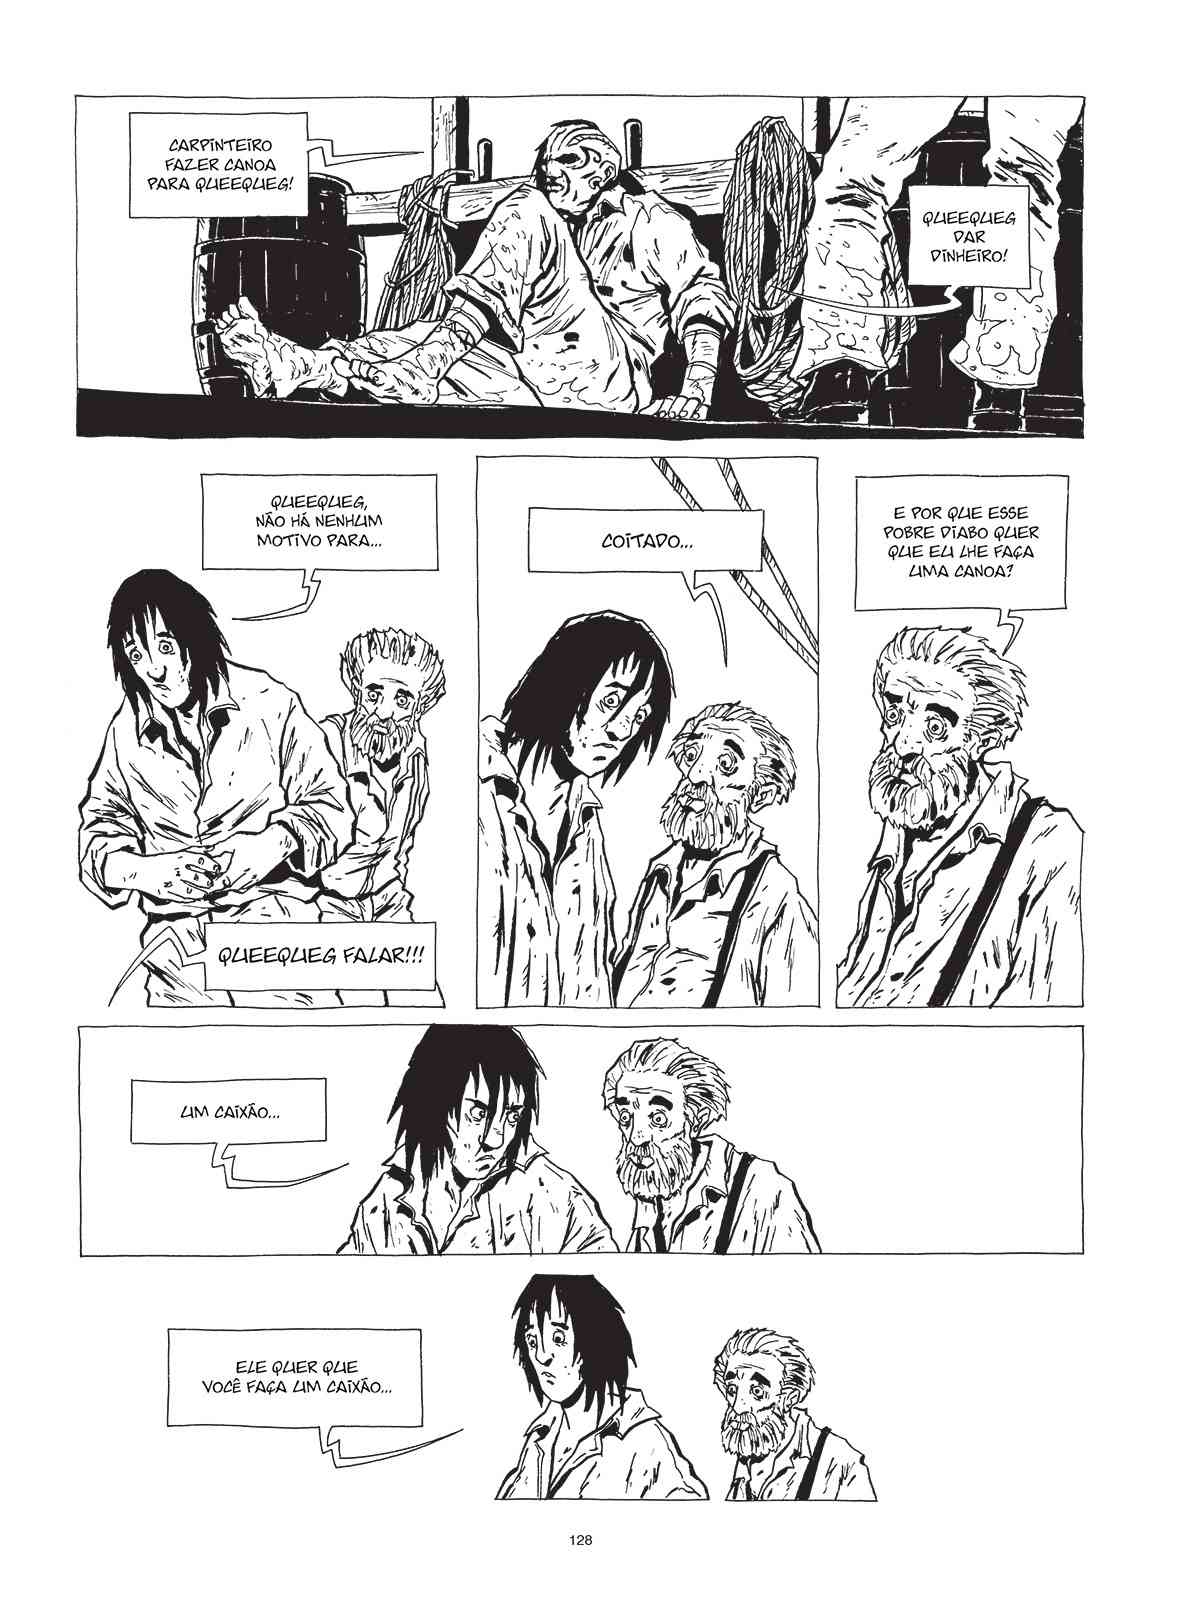 CARPINTEIRO
FAZER CANOA
PARA QUEEQUEG!
QUEEQUEG
DAR
DINHEIRO!
QUEEQUEG,
NÃO HÁ NENHUM
MOTIVO PARA...
QUEEQUEG FALAR!!!
COITADO...
E POR QUE ESSE
POBRE DIABO QUER
QUE EU LHE FAÇA
UMA CANOA?
UM CAIXÃO...
ELE QUER QUE
VOCÊ FAÇA UM CAIXÃO...
128